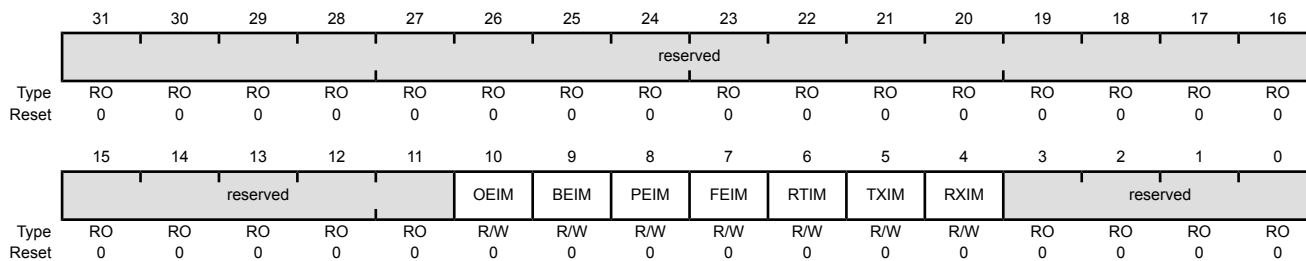 31 30 29 28 27 26 25 24 23 22 21 20 19 18 17 16
reserved
Type RO RO RO RO RO RO RO RO RO RO RO RO RO RO RO RO
Reset 0 0 0 0 0 0 0 0 0 0 0 0 0 0 0 0
15 14 13 12 11 10 9 8 7 6 5 4 3 2 1 0
reserved OEIM BEIM PEIM FEIM RTIM TXIM RXIM reserved
Type RO RO RO RO RO R/W R/W R/W R/W R/W R/W R/W RO RO RO RO
Reset 0 0 0 0 0 0 0 0 0 0 0 0 0 0 0 0